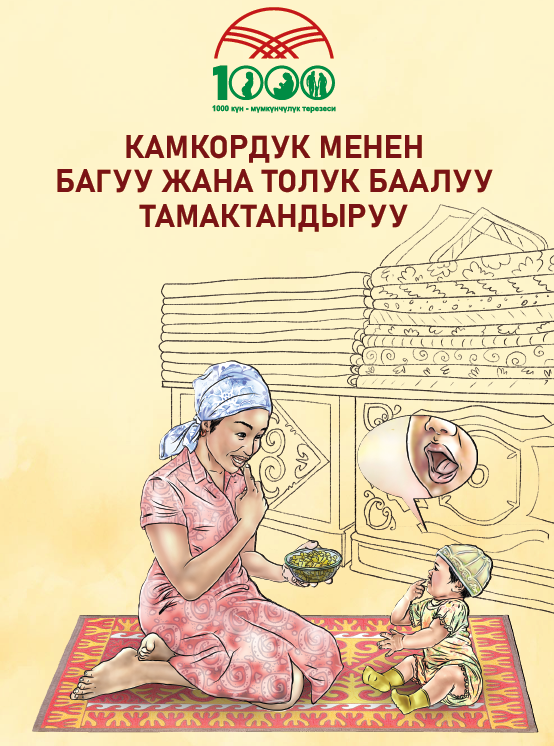 1000
1000 күн - мүмкүнчүлүк терезеси
КАМКОРДУК МЕНЕН
БАГУУ ЖАНА ТОЛУК БААЛУУ
ТАМАКТАНДЫРУУ